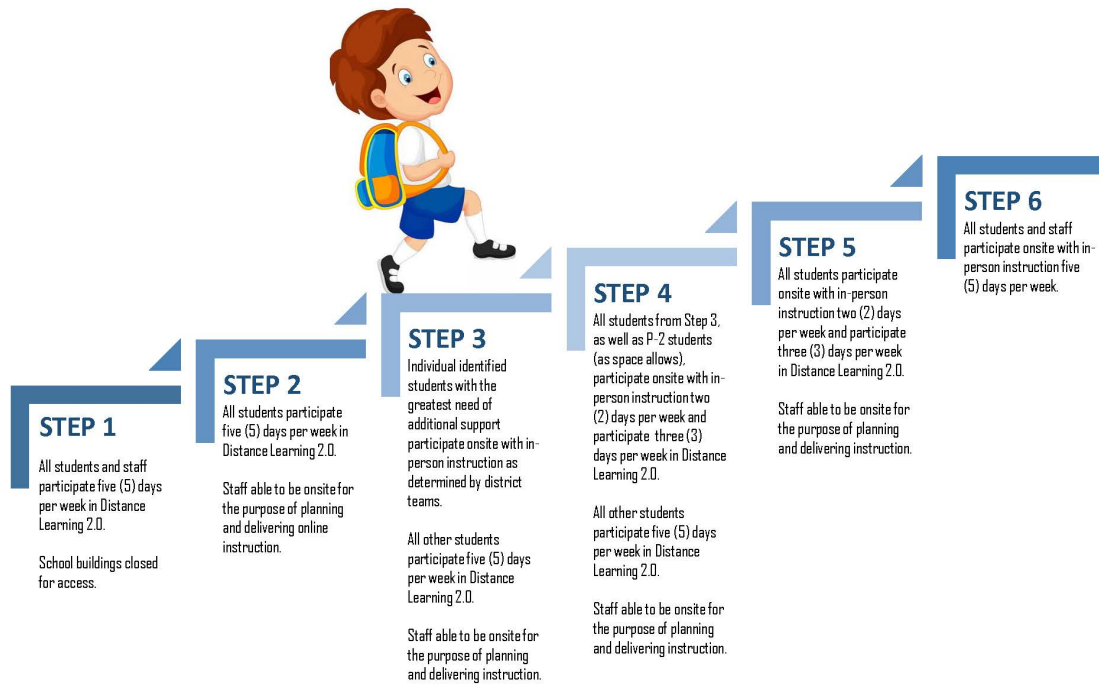 STEP 1
All students and staff
participate five (5) days
per week in Distance
Learning 2.0.
School buildings closed
for access.
STEP 2
All students participate
five (5) days per week in
Distance Learning 2.0.
Staff able to be onsite for
the purpose of planning
and delivering online
instruction.
STEP 3
Individual identified
students with the
greatest need of
additional support
participate onsite with in-
person instruction as
determined by district
teams.
All other students
participate five (5) days
per week in Distance
Learning 2.0.
Staff able to be onsite for
the purpose of planning
and delivering instruction.
STEP 4
All students from Step 3,
as well as P-2 students
(as space allows),
participate onsite with in-
person instruction two
(2) days per week and
participate three (3)
days per week in Distance
Learning 2.0.
All other students
participate five (5) days
per week in Distance
Learning 2.0.
Staff able to be onsite for
the purpose of planning
and delivering instruction.
STEP 5
All students participate
onsite with in-person
instruction two (2) days
per week and participate
three (3) days per week
in Distance Learning 2.0.
Staff able to be onsite for
the purpose of planning
and delivering instruction.
STEP 6
All students and staff
participate onsite with in-
person instruction five
(5) days per week.